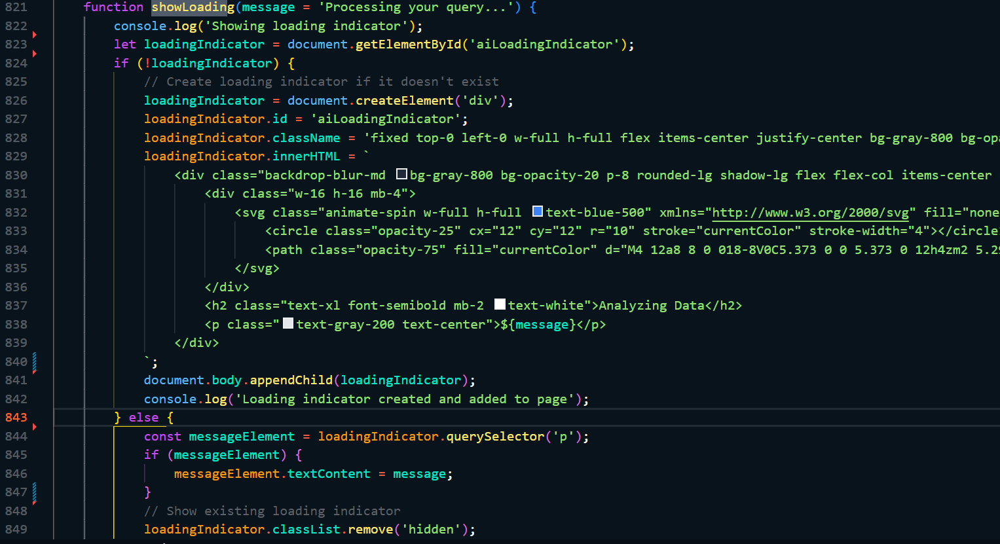 821 function showLoading(message = 'Processing your query...') {
822 console.log('Showing loading indicator');
823 let loadingIndicator = document.getElementById('aiLoadingIndicator');
824 if (!loadingIndicator) {
825 // Create loading indicator if it doesn't exist
826 loadingIndicator = document.createElement('div');
827 loadingIndicator.id = 'aiLoadingIndicator';
828 loadingIndicator.className = 'fixed top-0 left-0 w-full h-full flex items-center justify-center bg-gray-800 bg-opa
829 loadingIndicator.innerHTML = `
830 <div class="backdrop-blur-md bg-gray-800 bg-opacity-20 p-8 rounded-lg shadow-lg flex flex-col items-center
831 <div class="w-16 h-16 mb-4">
832 <svg class="animate-spin w-full h-full text-blue-500" xmlns="http://www.w3.org/2000/svg" fill="none
833 <circle class="opacity-25" cx="12" cy="12" r="10" stroke="currentColor" stroke-width="4"></circle
834 <path class="opacity-75" fill="currentColor" d="M4 12a8 8 0 018-8V0C5.373 0 0 5.373 0 12h4zm2 5.29
835 </svg>
836 </div>
837 <h2 class="text-xl font-semibold mb-2 text-white">Analyzing Data</h2>
838 <p class="text-gray-200 text-center">${message}</p>
839 </div>
840 `;
841 document.body.appendChild(loadingIndicator);
842 console.log('Loading indicator created and added to page');
843 } else {
844 const messageElement = loadingIndicator.querySelector('p');
845 if (messageElement) {
846 messageElement.textContent = message;
847 }
848 // Show existing loading indicator
849 loadingIndicator.classList.remove('hidden');